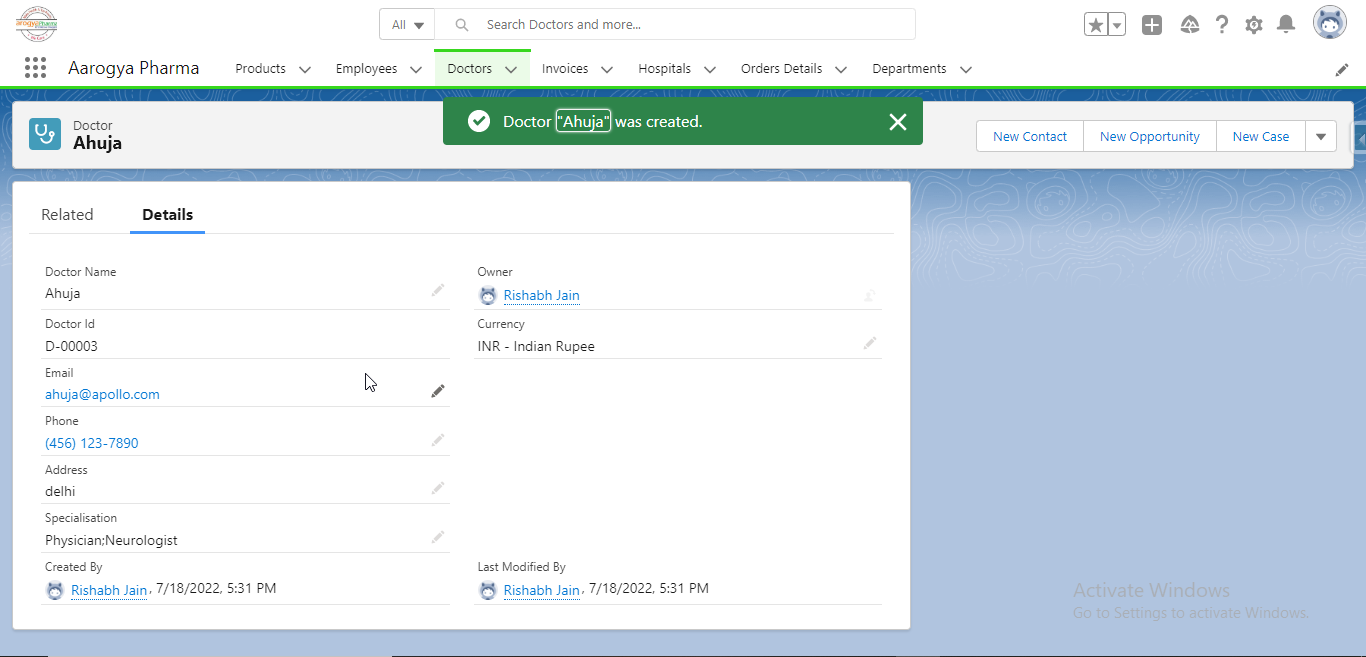 aarogyaPharma
All
Search Doctors and more...
Aarogya Pharma
Products
Employees
Doctors
Invoices
Hospitals
Orders Details
Departments
Doctor "Ahuja" was created.
Doctor
Ahuja
New Contact
New Opportunity
New Case
Related
Details
Doctor Name
Ahuja
Owner
Rishabh Jain
Doctor Id
D-00003
Currency
INR - Indian Rupee
Email
ahuja@apollo.com
Phone
(456) 123-7890
Address
delhi
Specialisation
Physician;Neurologist
Created By
Rishabh Jain, 7/18/2022, 5:31 PM
Last Modified By
Rishabh Jain, 7/18/2022, 5:31 PM
Activate Windows
Go to Settings to activate Windows.